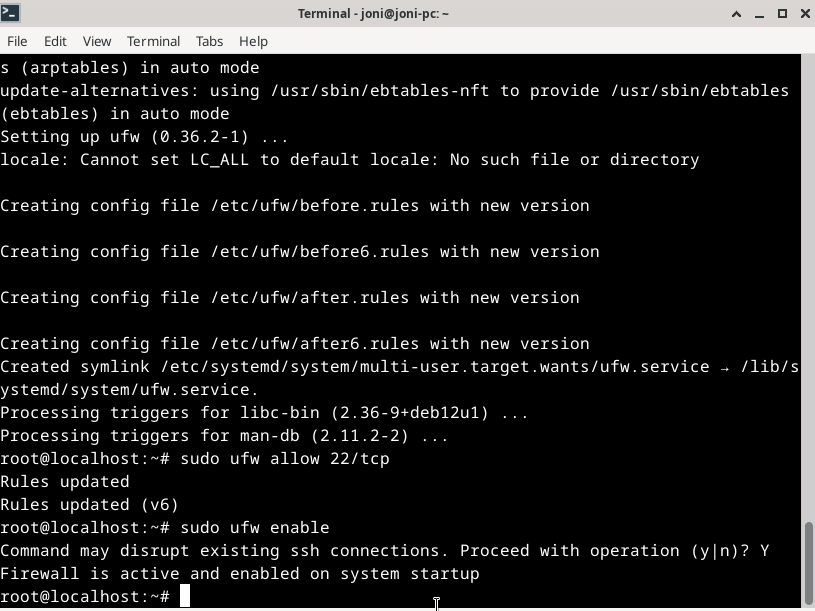 Terminal - joni@joni-pc: ~
File Edit View Terminal Tabs Help
s (arptables) in auto mode
update-alternatives: using /usr/sbin/ebtables-nft to provide /usr/sbin/ebtables
(ebtables) in auto mode
Setting up ufw (0.36.2-1) ...
locale: Cannot set LC_ALL to default locale: No such file or directory
Creating config file /etc/ufw/before.rules with new version
Creating config file /etc/ufw/before6.rules with new version
Creating config file /etc/ufw/after.rules with new version
Creating config file /etc/ufw/after6.rules with new version
Created symlink /etc/systemd/system/multi-user.target.wants/ufw.service → /lib/s
ystemd/system/ufw.service.
Processing triggers for libc-bin (2.36-9+deb12u1) ...
Processing triggers for man-db (2.11.2-2) ...
root@localhost:~# sudo ufw allow 22/tcp
Rules updated
Rules updated (v6)
root@localhost:~# sudo ufw enable
Command may disrupt existing ssh connections. Proceed with operation (y|n)? Y
Firewall is active and enabled on system startup
root@localhost:~#